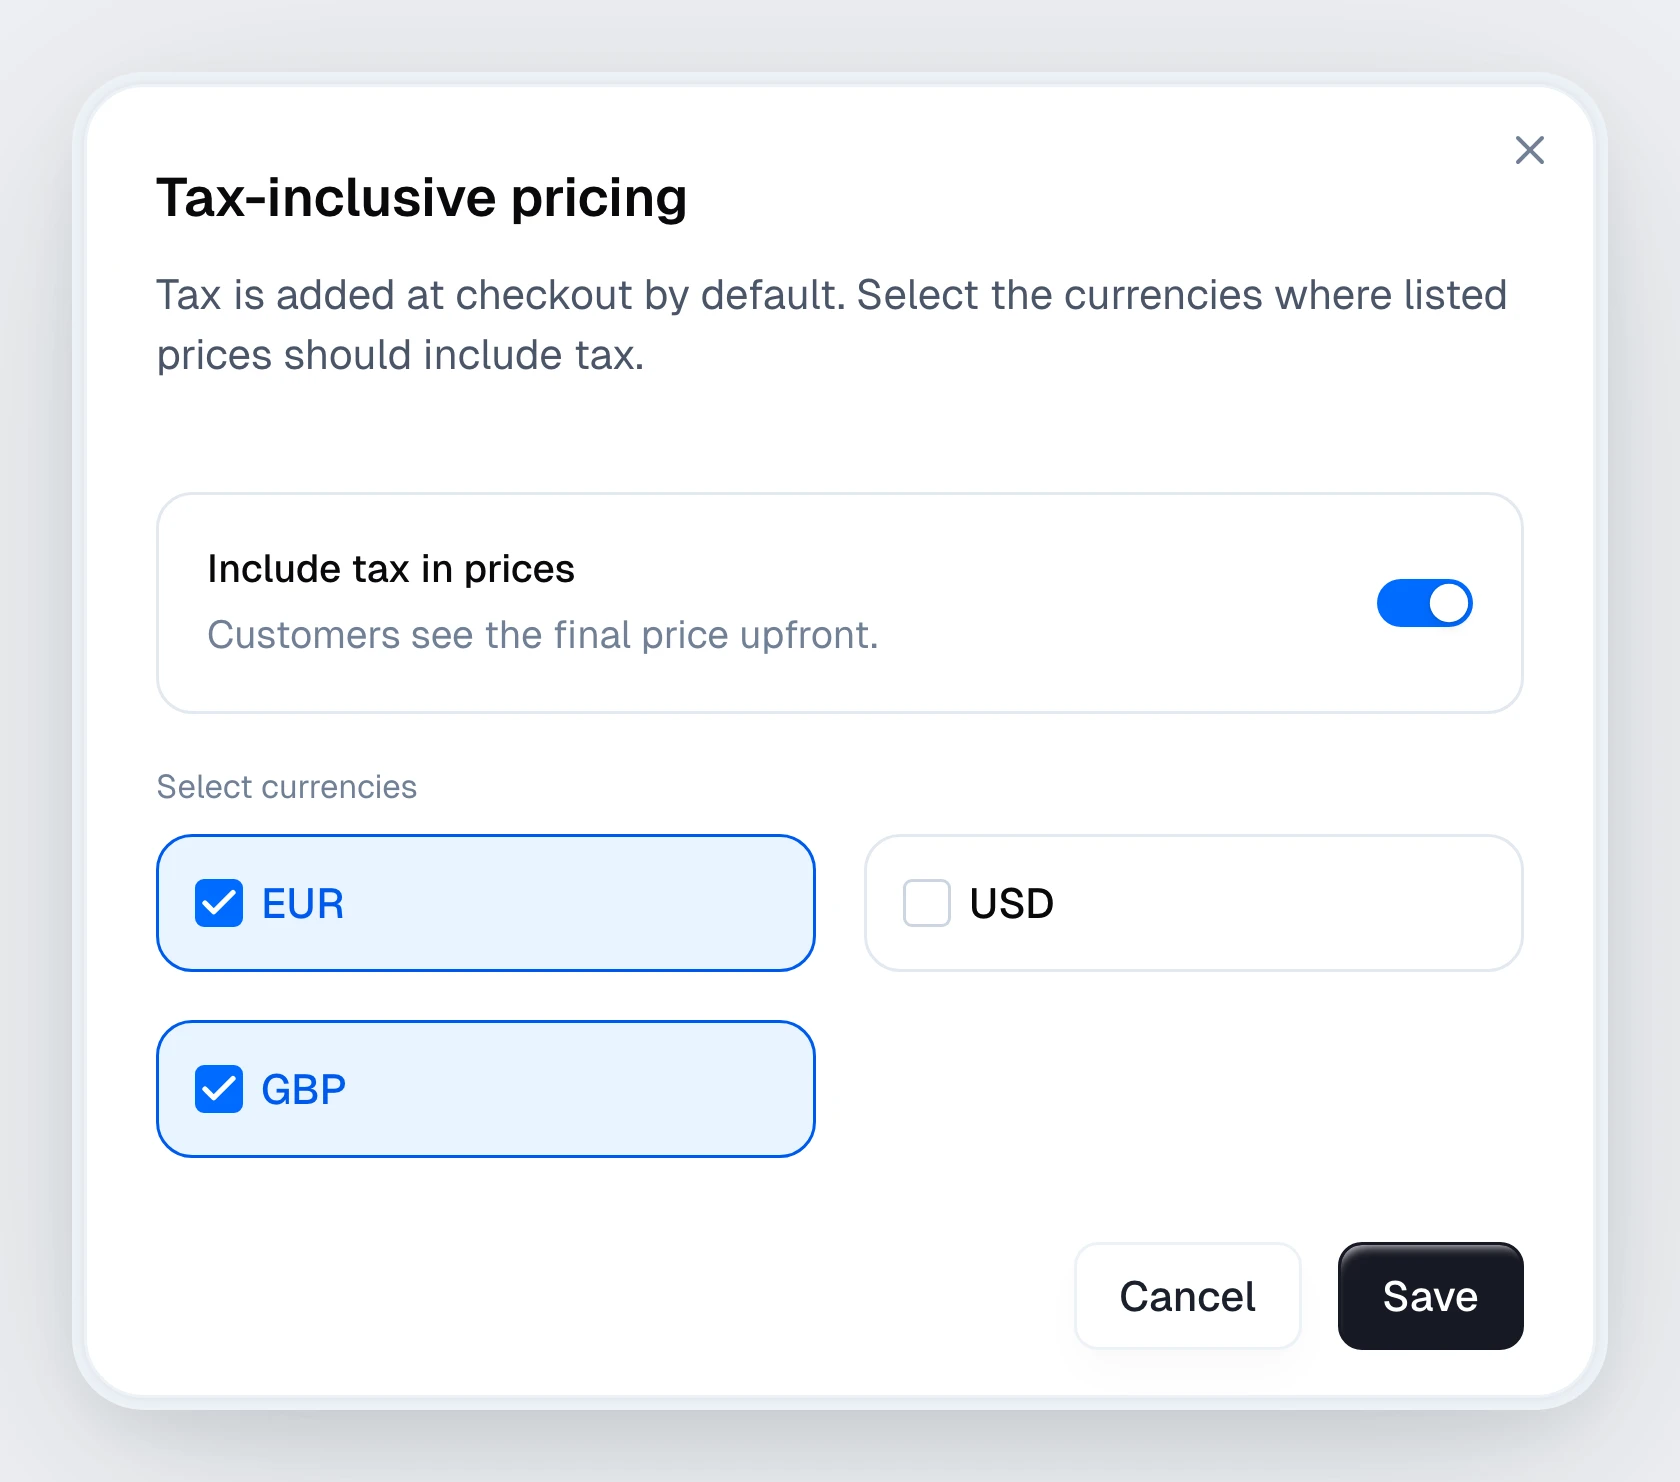 Tax-inclusive pricing
Tax is added at checkout by default. Select the currencies where listed
prices should include tax.
Include tax in prices
Customers see the final price upfront.
Select currencies
EUR
USD
GBP
Cancel
Save